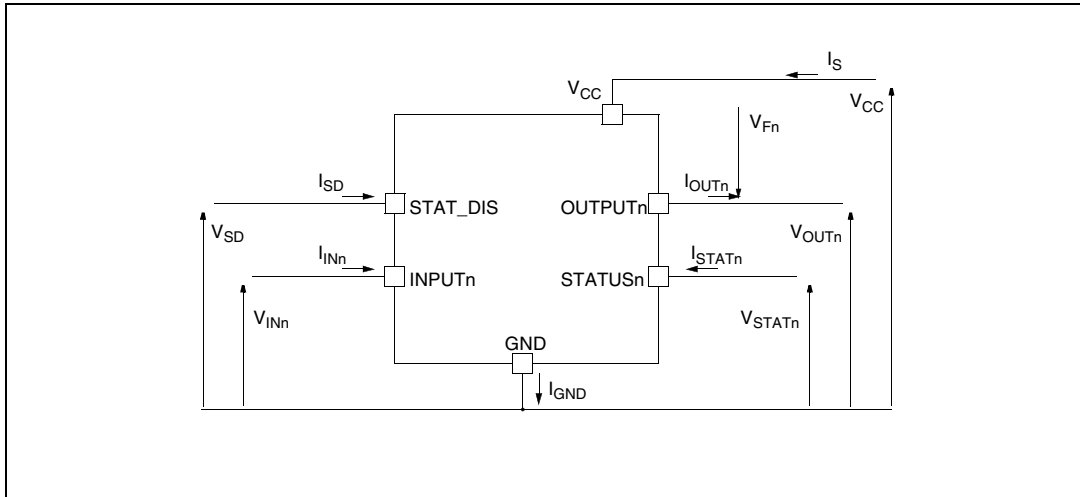 I_S
V_CC
V_CC
V_Fn
I_SD
I_OUTn
STAT_DIS
OUTPUTn
V_SD
V_OUTn
I_INn
I_STATn
INPUTn
STATUSn
V_INn
V_STATn
GND
I_GND